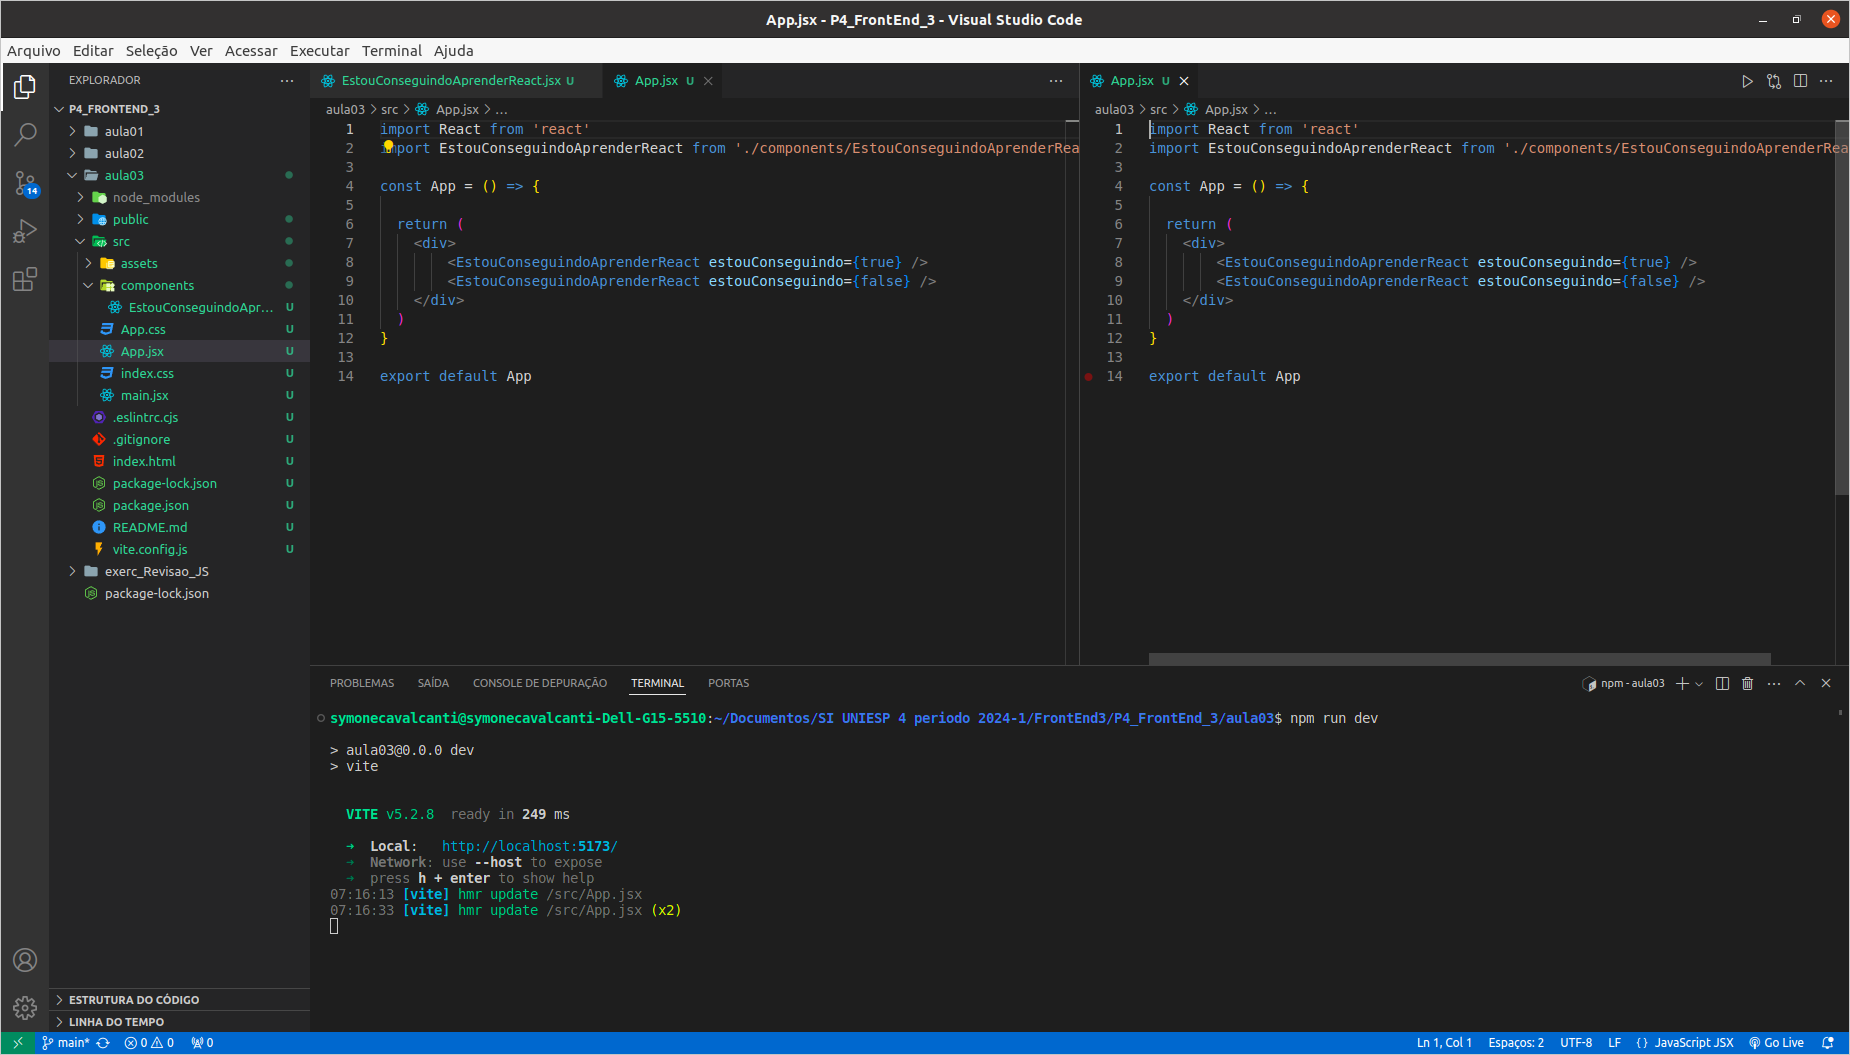 App.jsx - P4_FrontEnd_3 - Visual Studio Code
Arquivo Editar Seleção Ver Acessar Executar Terminal Ajuda
EXPLORADOR
P4_FRONTEND_3
aula01
aula02
aula03
node_modules
public
src
assets
components
EstouConseguindoApr... U
App.css U
App.jsx U
index.css U
main.jsx U
.eslintrc.cjs U
.gitignore U
index.html U
package-lock.json U
package.json U
README.md U
vite.config.js U
exerc_Revisao_JS
package-lock.json
ESTRUTURA DO CÓDIGO
LINHA DO TEMPO
14
EstouConseguindoAprenderReact.jsx U App.jsx U
aula03 > src > App.jsx > ...
1 import React from 'react'
2 import EstouConseguindoAprenderReact from './components/EstouConseguindoAprenderRea
3
4 const App = () => {
5
6 return (
7 <div>
8 <EstouConseguindoAprenderReact estouConseguindo={true} />
9 <EstouConseguindoAprenderReact estouConseguindo={false} />
10 </div>
11 )
12 }
13
14 export default App
App.jsx U
aula03 > src > App.jsx > ...
1 import React from 'react'
2 import EstouConseguindoAprenderReact from './components/EstouConseguindoAprenderRea
3
4 const App = () => {
5
6 return (
7 <div>
8 <EstouConseguindoAprenderReact estouConseguindo={true} />
9 <EstouConseguindoAprenderReact estouConseguindo={false} />
10 </div>
11 )
12 }
13
14 export default App
PROBLEMAS SAÍDA CONSOLE DE DEPURAÇÃO TERMINAL PORTAS
npm - aula03
symonecavalcanti@symonecavalcanti-Dell-G15-5510:~/Documentos/SI UNIESP 4 periodo 2024-1/FrontEnd3/P4_FrontEnd_3/aula03$ npm run dev
> aula03@0.0.0 dev
> vite
VITE v5.2.8 ready in 249 ms
➜ Local: http://localhost:5173/
➜ Network: use --host to expose
➜ press h + enter to show help
07:16:13 [vite] hmr update /src/App.jsx
07:16:33 [vite] hmr update /src/App.jsx (x2)
main* 0 0 0
Ln 1, Col 1 Espaços: 2 UTF-8 LF {} JavaScript JSX Go Live